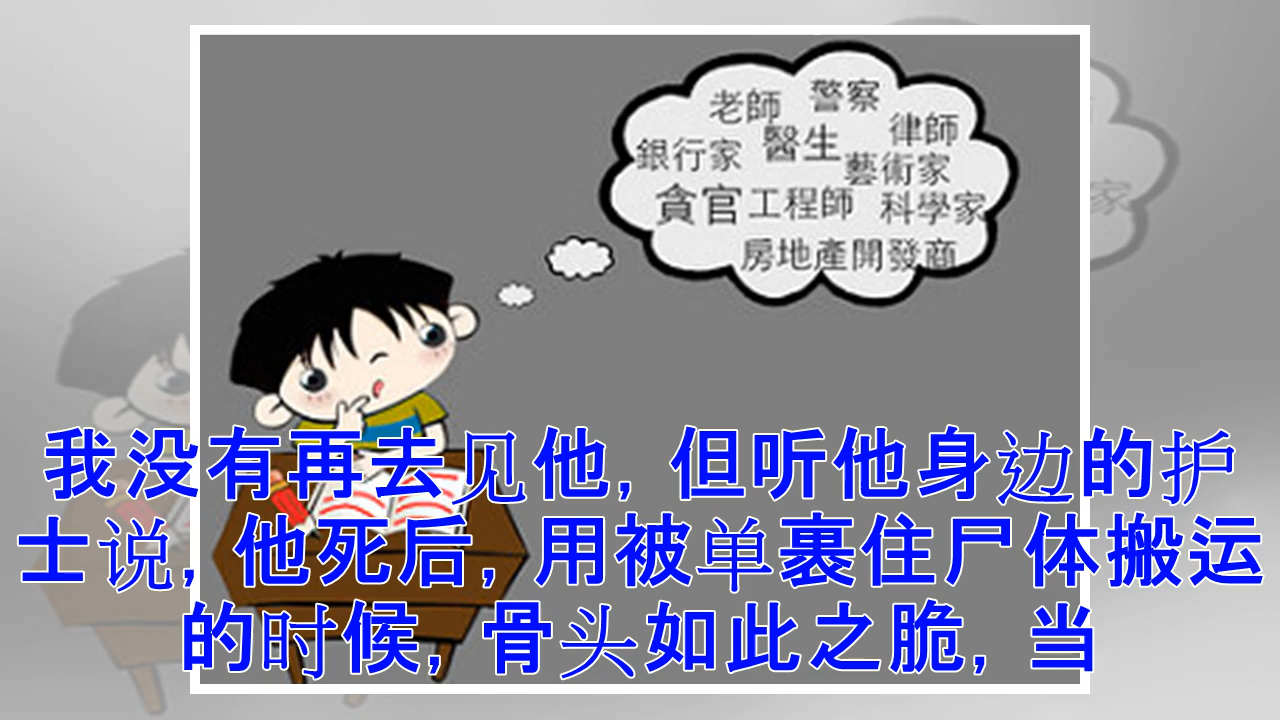 老師 警察
銀行家 醫生 律師
藝術家
貪官 工程師 科學家
房地產開發商
家
我没有再去见他, 但听他身边的护
士说, 他死后, 用被单裹住尸体搬运
的时候, 骨头如此之脆, 当